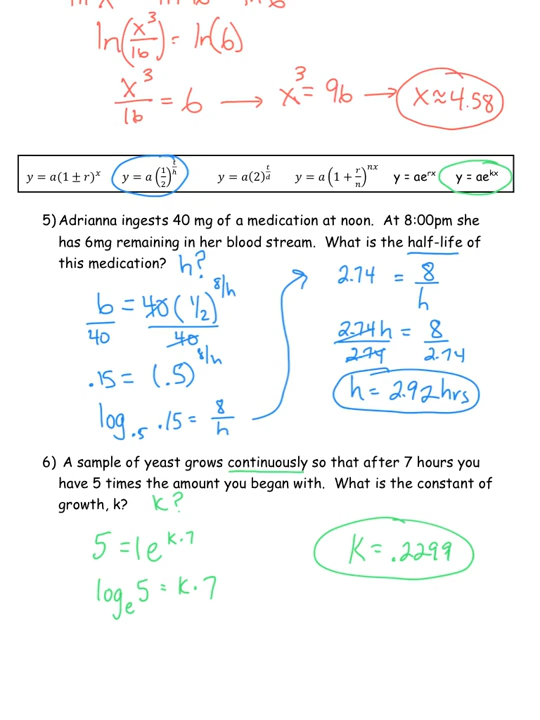 ln(x³/16) = ln(6)
x³/16 = 6 → x³ = 96 → x ≈ 4.58
y = a(1 ± r)ˣ y = a(1/2)^(t/h) y = a(2)^(t/d) y = a(1 + r/n)^(nx) y = ae^(rx) y = ae^(kx)
5) Adrianna ingests 40 mg of a medication at noon. At 8:00pm she
has 6mg remaining in her blood stream. What is the half-life of
this medication? h?
6/40 = 40(1/2)^(8/h)/40
.15 = (.5)^(8/h)
log.5 .15 = 8/h
2.74 = 8/h
2.74h/2.74 = 8/2.74
h = 2.92hrs
6) A sample of yeast grows continuously so that after 7 hours you
have 5 times the amount you began with. What is the constant of
growth, k? k?
5 = 1e^(k·7)
logₑ5 = k·7
K = .2299